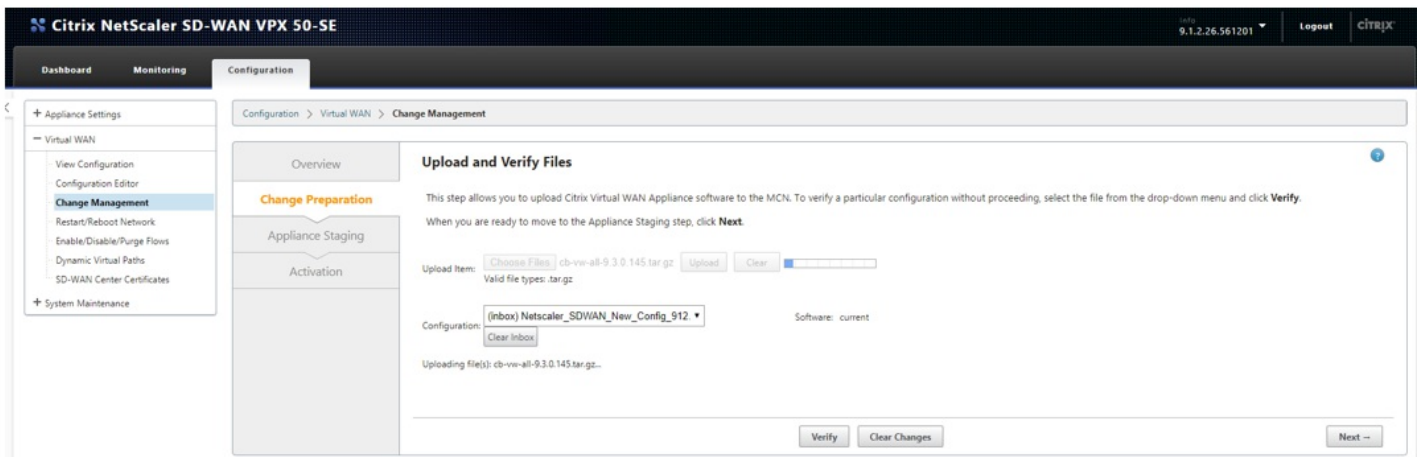 Citrix NetScaler SD-WAN VPX 50-SE
info
9.1.2.26.561201
Logout
CITRIX
Dashboard Monitoring Configuration
+ Appliance Settings
− Virtual WAN
View Configuration
Configuration Editor
Change Management
Restart/Reboot Network
Enable/Disable/Purge Flows
Dynamic Virtual Paths
SD-WAN Center Certificates
+ System Maintenance
Configuration > Virtual WAN > Change Management
Overview
Change Preparation
Appliance Staging
Activation
Upload and Verify Files
?
This step allows you to upload Citrix Virtual WAN Appliance software to the MCN. To verify a particular configuration without proceeding, select the file from the drop-down menu and click Verify.
When you are ready to move to the Appliance Staging step, click Next.
Upload Item: Choose Files cb-vw-all-9.3.0.145.tar.gz Upload Clear
Valid file types: .tar.gz
Configuration: (inbox) Netscaler_SDWAN_New_Config_912. Software: current
Clear Inbox
Uploading file(s): cb-vw-all-9.3.0.145.tar.gz...
Verify Clear Changes Next →